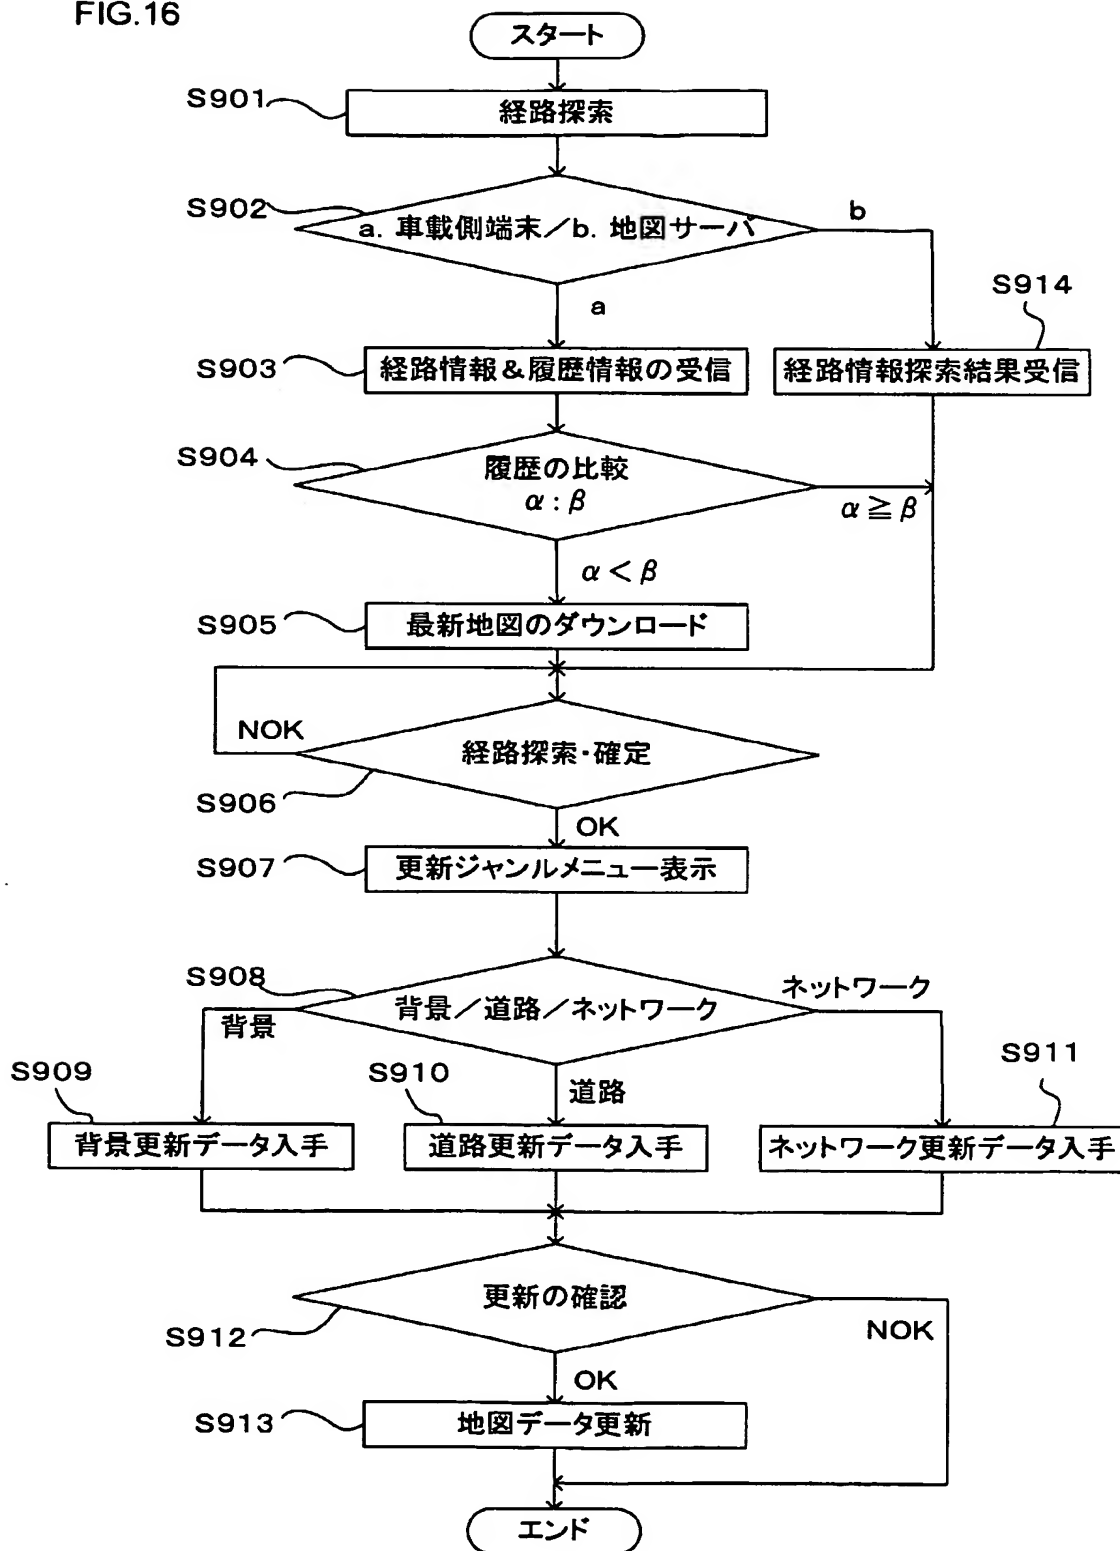 FIG.16
スタート
S901
経路探索
S902
a. 車載側端末／b. 地図サーバ
b
a
S914
S903
経路情報＆履歴情報の受信
経路情報探索結果受信
S904
履歴の比較
α : β
α ≧ β
α < β
S905
最新地図のダウンロード
NOK
経路探索・確定
S906
OK
S907
更新ジャンルメニュー表示
S908
背景／道路／ネットワーク
ネットワーク
背景
道路
S909
S910
S911
背景更新データ入手
道路更新データ入手
ネットワーク更新データ入手
更新の確認
S912
NOK
OK
S913
地図データ更新
エンド